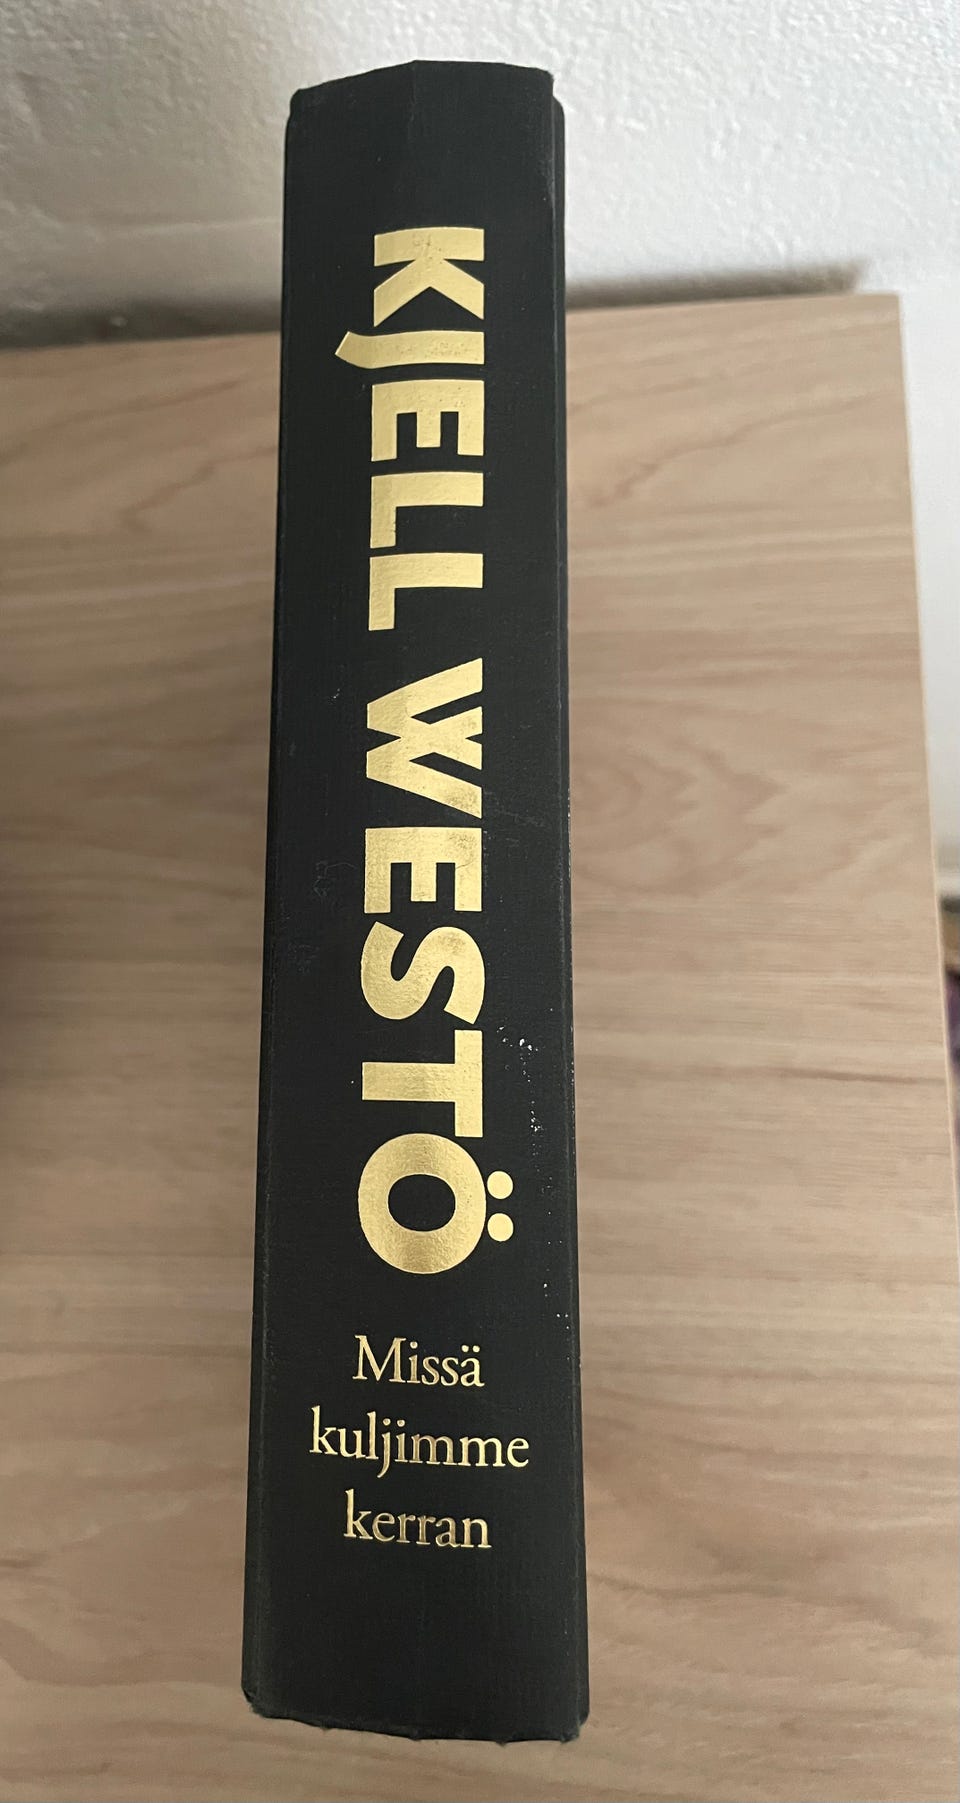 KJELL WESTÖ
Missä
kuljimme
kerran